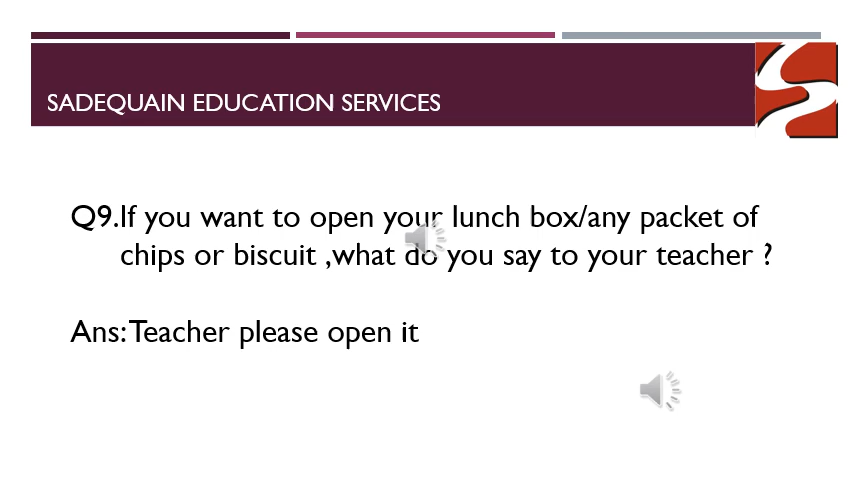 SADEQUAIN EDUCATION SERVICES
Q9.If you want to open your lunch box/any packet of
chips or biscuit ,what do you say to your teacher ?
Ans: Teacher please open it